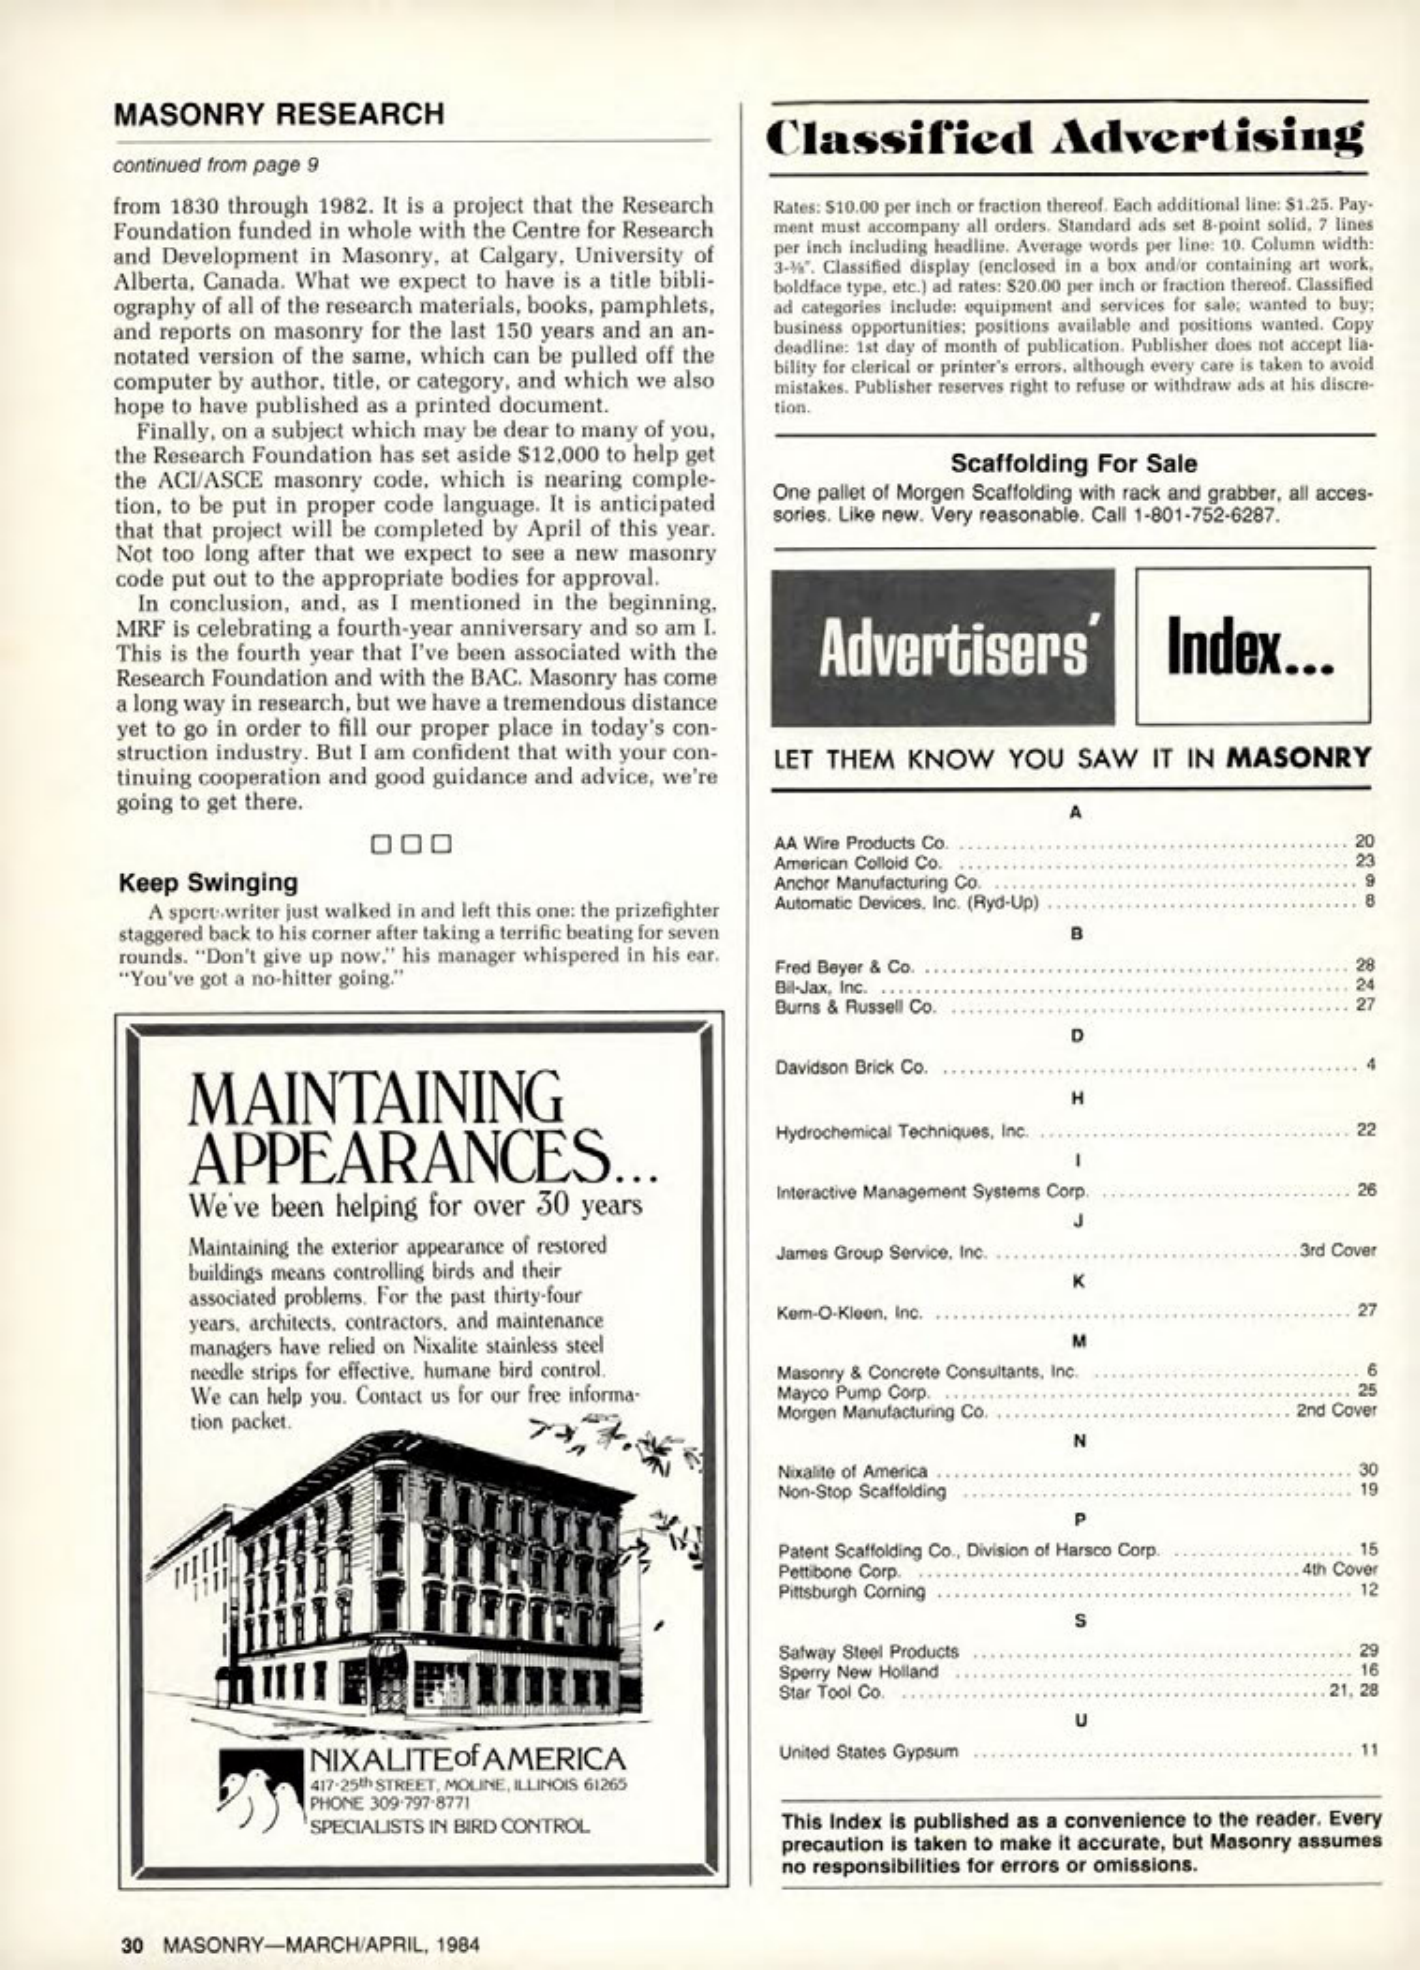 MASONRY RESEARCH
continued from page 9
from 1830 through 1982. It is a project that the Research
Foundation funded in whole with the Centre for Research
and Development in Masonry, at Calgary, University of
Alberta, Canada. What we expect to have is a title bibli-
ography of all of the research materials, books, pamphlets,
and reports on masonry for the last 150 years and an an-
notated version of the same, which can be pulled off the
computer by author, title, or category, and which we also
hope to have published as a printed document.
Finally, on a subject which may be dear to many of you,
the Research Foundation has set aside $12,000 to help get
the ACI/ASCE masonry code, which is nearing comple-
tion, to be put in proper code language. It is anticipated
that that project will be completed by April of this year.
Not too long after that we expect to see a new masonry
code put out to the appropriate bodies for approval.
In conclusion, and, as I mentioned in the beginning,
MRF is celebrating a fourth-year anniversary and so am I.
This is the fourth year that I've been associated with the
Research Foundation and with the BAC. Masonry has come
a long way in research, but we have a tremendous distance
yet to go in order to fill our proper place in today's con-
struction industry. But I am confident that with your con-
tinuing cooperation and good guidance and advice, we're
going to get there.
Keep Swinging
A sports writer just walked in and left this one: the prizefighter
staggered back to his corner after taking a terrific beating for seven
rounds. "Don't give up now," his manager whispered in his ear.
"You've got a no-hitter going."
MAINTAINING
APPEARANCES...
We've been helping for over 30 years
Maintaining the exterior appearance of restored
buildings means controlling birds and their
associated problems. For the past thirty-four
years, architects, contractors, and maintenance
managers have relied on Nixalite stainless steel
needle strips for effective, humane bird control.
We can help you. Contact us for our free informa-
tion packet.
NIXALITE of AMERICA
417-25th STREET, MOLINE, ILLINOIS 61265
PHONE 309-797-8771
SPECIALISTS IN BIRD CONTROL
Classified Advertising
Rates: $10.00 per inch or fraction thereof. Each additional line: $1.25. Pay-
ment must accompany all orders. Standard ads set 8-point solid, 7 lines
per inch including headline. Average words per line: 10. Column width:
3-⅜". Classified display (enclosed in a box and/or containing art work,
boldface type, etc.) ad rates: $20.00 per inch or fraction thereof. Classified
ad categories include: equipment and services for sale; wanted to buy;
business opportunities; positions available and positions wanted. Copy
deadline: 1st day of month of publication. Publisher does not accept lia-
bility for clerical or printer's errors, although every care is taken to avoid
mistakes. Publisher reserves right to refuse or withdraw ads at his discre-
tion.
Scaffolding For Sale
One pallet of Morgen Scaffolding with rack and grabber, all acces-
sories. Like new. Very reasonable. Call 1-801-752-6287.
Advertisers' Index...
LET THEM KNOW YOU SAW IT IN MASONRY
A
AA Wire Products Co. 20
American Colloid Co. 23
Anchor Manufacturing Co. 9
Automatic Devices, Inc. (Ryd-Up) 8
B
Fred Beyer & Co. 28
Bil-Jax, Inc. 24
Burns & Russell Co. 27
D
Davidson Brick Co. 4
H
Hydrochemical Techniques, Inc. 22
I
Interactive Management Systems Corp. 26
J
James Group Service, Inc. 3rd Cover
K
Kem-O-Kleen, Inc. 27
M
Masonry & Concrete Consultants, Inc. 6
Mayco Pump Corp. 25
Morgen Manufacturing Co. 2nd Cover
N
Nixalite of America 30
Non-Stop Scaffolding 19
P
Patent Scaffolding Co., Division of Harsco Corp. 15
Pettibone Corp. 4th Cover
Pittsburgh Corning 12
S
Safway Steel Products 29
Sperry New Holland 16
Star Tool Co. 21, 28
U
United States Gypsum 11
This Index is published as a convenience to the reader. Every
precaution is taken to make it accurate, but Masonry assumes
no responsibilities for errors or omissions.
30 MASONRY—MARCH/APRIL, 1984